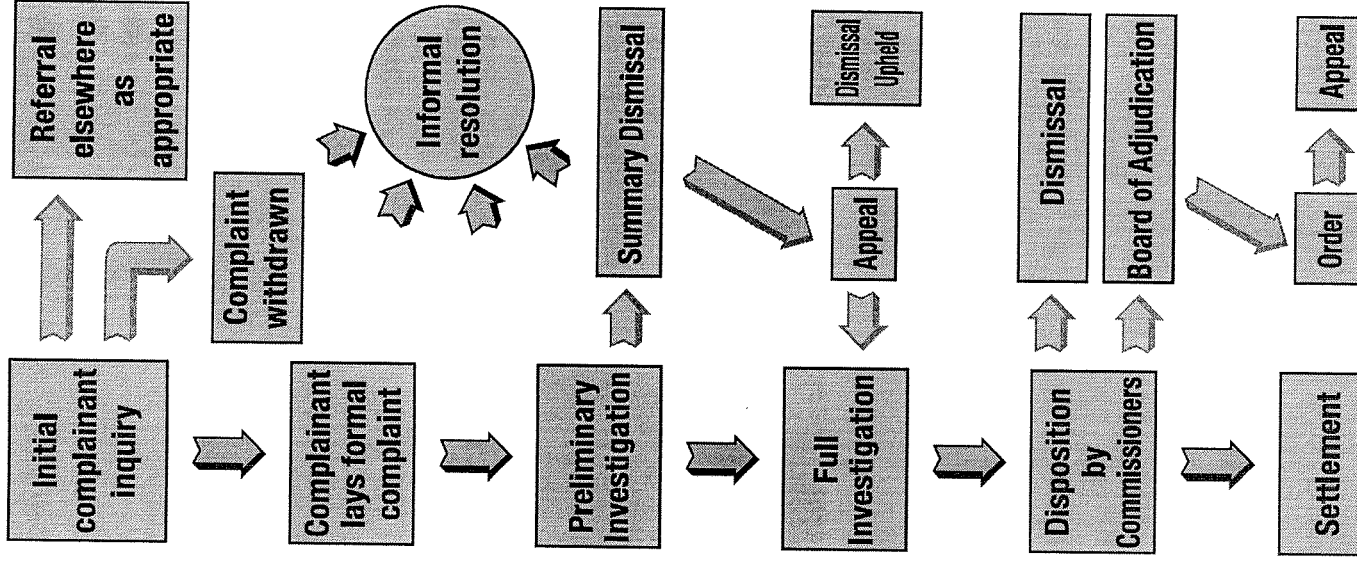 Initial
complainant
inquiry
Referral
elsewhere
as
appropriate
Complaint
withdrawn
Complainant
lays formal
complaint
Informal
resolution
Preliminary
Investigation
Summary Dismissal
Full
Investigation
Appeal
Dismissal
Upheld
Disposition
by
Commissioners
Dismissal
Board of Adjudication
Settlement
Order
Appeal